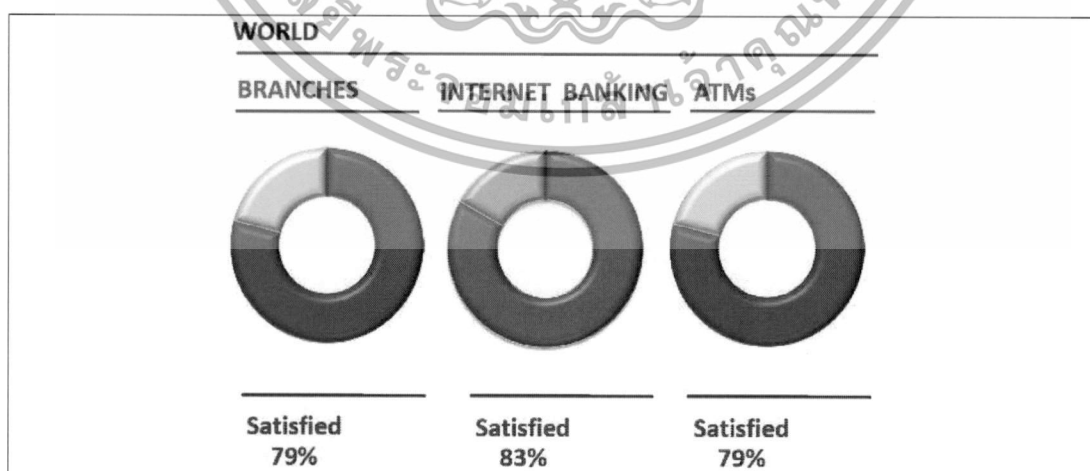 WORLD
BRANCHES INTERNET BANKING ATMs
Satisfied Satisfied Satisfied
79% 83% 79%